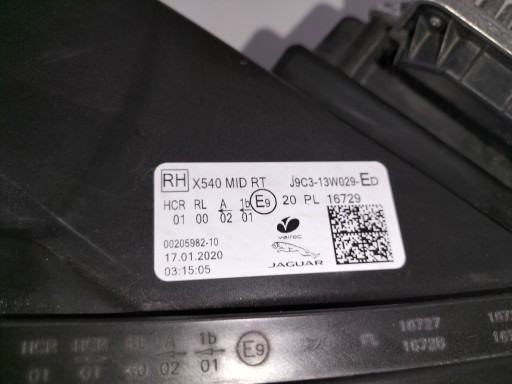 RH X540 MID RT J9C3-13W029-ED
HCR RL A 1b E9 20 PL 16729
01 00 02 01
00205982-10
17.01.2020
03:15:05
varroc
JAGUAR
HCR HCR RL A 1b E9 PL 16727
01 01 02 01 16728